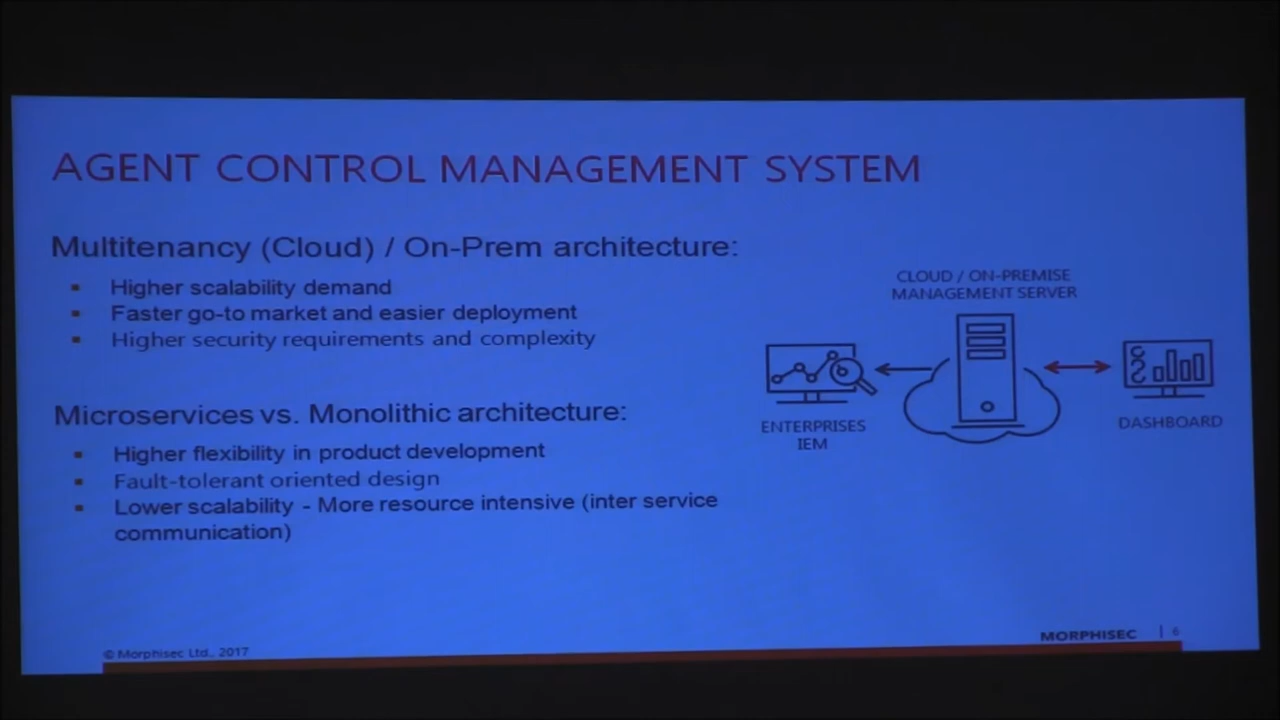 AGENT CONTROL MANAGEMENT SYSTEM
Multitenancy (Cloud) / On-Prem architecture:
▪ Higher scalability demand
▪ Faster go-to market and easier deployment
▪ Higher security requirements and complexity
Microservices vs. Monolithic architecture:
▪ Higher flexibility in product development
▪ Fault-tolerant oriented design
▪ Lower scalability - More resource intensive (inter service
communication)
CLOUD / ON-PREMISE
MANAGEMENT SERVER
ENTERPRISES
IEM
DASHBOARD
© Morphisec Ltd., 2017
MORPHISEC | 6